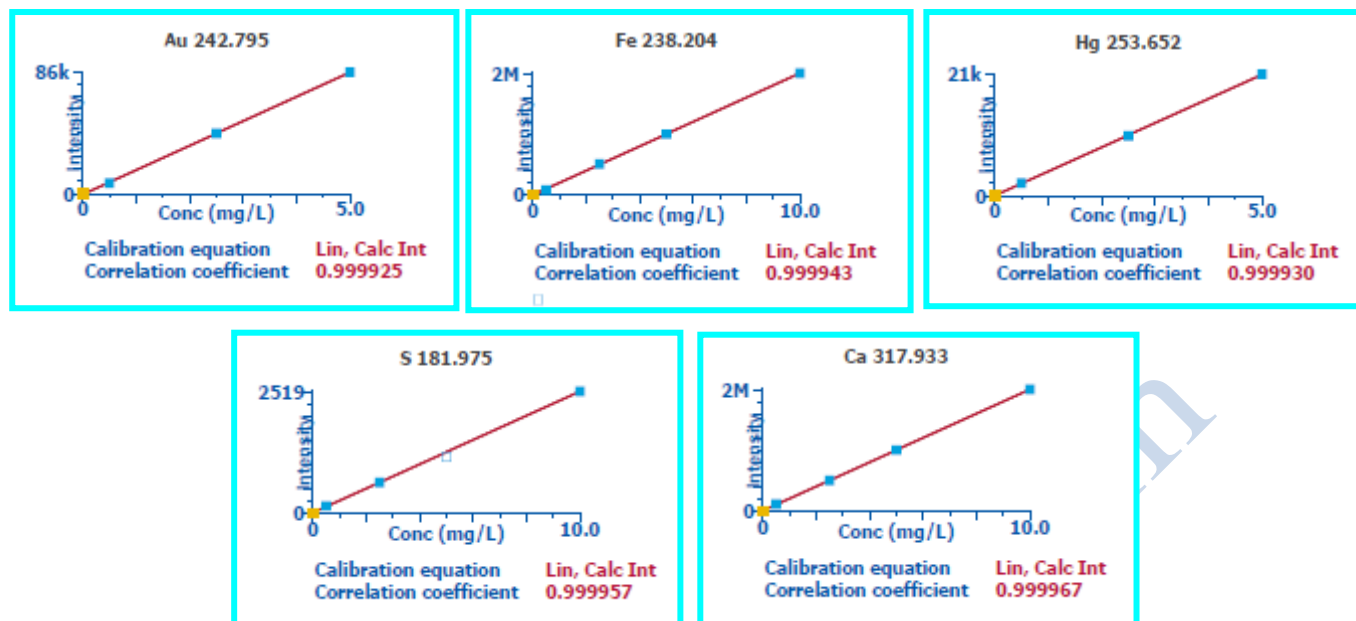 Au 242.795
86k
Intensity
0
0
5.0
Conc (mg/L)
Calibration equation Lin, Calc Int
Correlation coefficient 0.999925
Fe 238.204
2M
Intensity
0
0
10.0
Conc (mg/L)
Calibration equation Lin, Calc Int
Correlation coefficient 0.999943
Hg 253.652
21k
Intensity
0
0
5.0
Conc (mg/L)
Calibration equation Lin, Calc Int
Correlation coefficient 0.999930
S 181.975
2519
Intensity
0
0
10.0
Conc (mg/L)
Calibration equation Lin, Calc Int
Correlation coefficient 0.999957
Ca 317.933
2M
Intensity
0
0
10.0
Conc (mg/L)
Calibration equation Lin, Calc Int
Correlation coefficient 0.999967